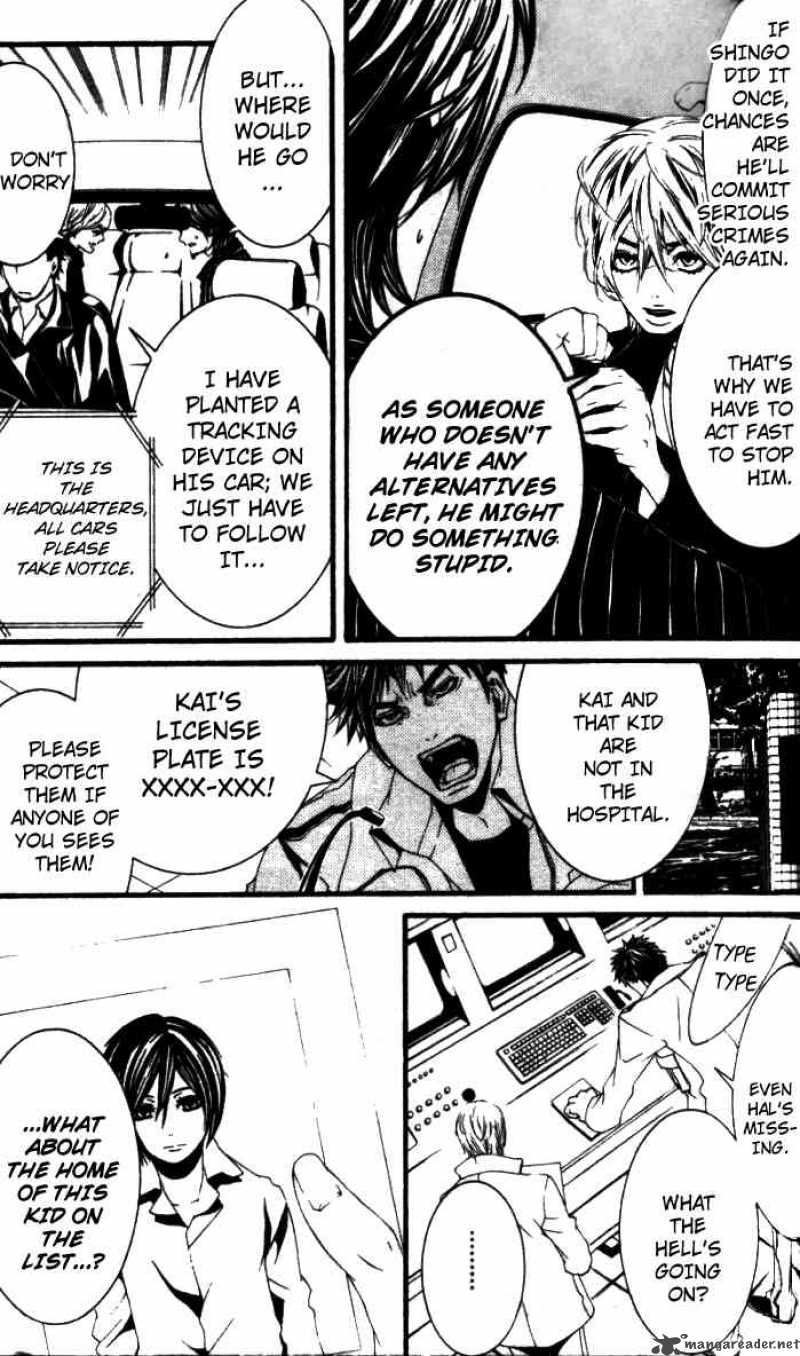 IF
SHINGO
DID IT
ONCE,
CHANCES
ARE
HE'LL
COMMIT
SERIOUS
CRIMES
AGAIN.
THAT'S
WHY WE
HAVE TO
ACT FAST
TO STOP
HIM.
AS SOMEONE
WHO DOESN'T
HAVE ANY
ALTERNATIVES
LEFT, HE MIGHT
DO SOMETHING
STUPID.
BUT...
WHERE
WOULD
HE GO
...
DON'T
WORRY
I HAVE
PLANTED A
TRACKING
DEVICE ON
HIS CAR; WE
JUST HAVE
TO FOLLOW
IT...
THIS IS
THE
HEADQUARTERS,
ALL CARS
PLEASE
TAKE NOTICE.
KAI AND
THAT KID
ARE
NOT IN
THE
HOSPITAL.
KAI'S
LICENSE
PLATE IS
XXXX-XXX!
PLEASE
PROTECT
THEM IF
ANYONE OF
YOU SEES
THEM!
TYPE
TYPE
EVEN
HAL'S
MISS-
ING.
WHAT
THE
HELL'S
GOING
ON?
.........
...WHAT
ABOUT
THE HOME
OF THIS
KID ON
THE
LIST...?
mangareader.net